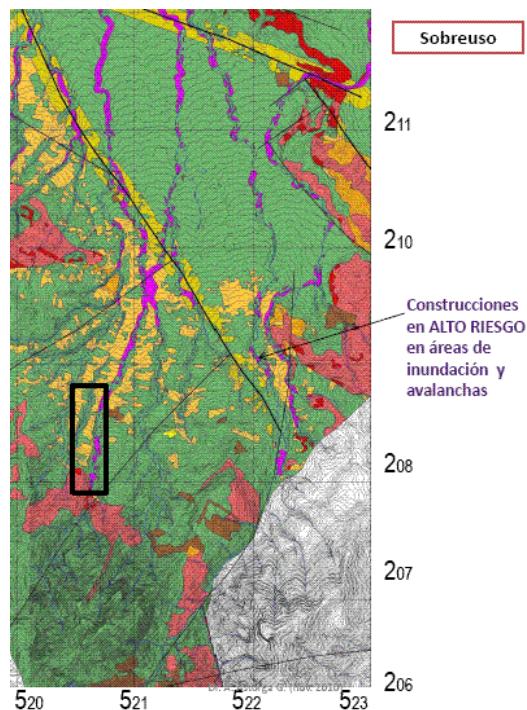 Sobreuso
211
210
Construcciones
en ALTO RIESGO
en áreas de
inundación y
avalanchas
208
207
206
520 521 522 523